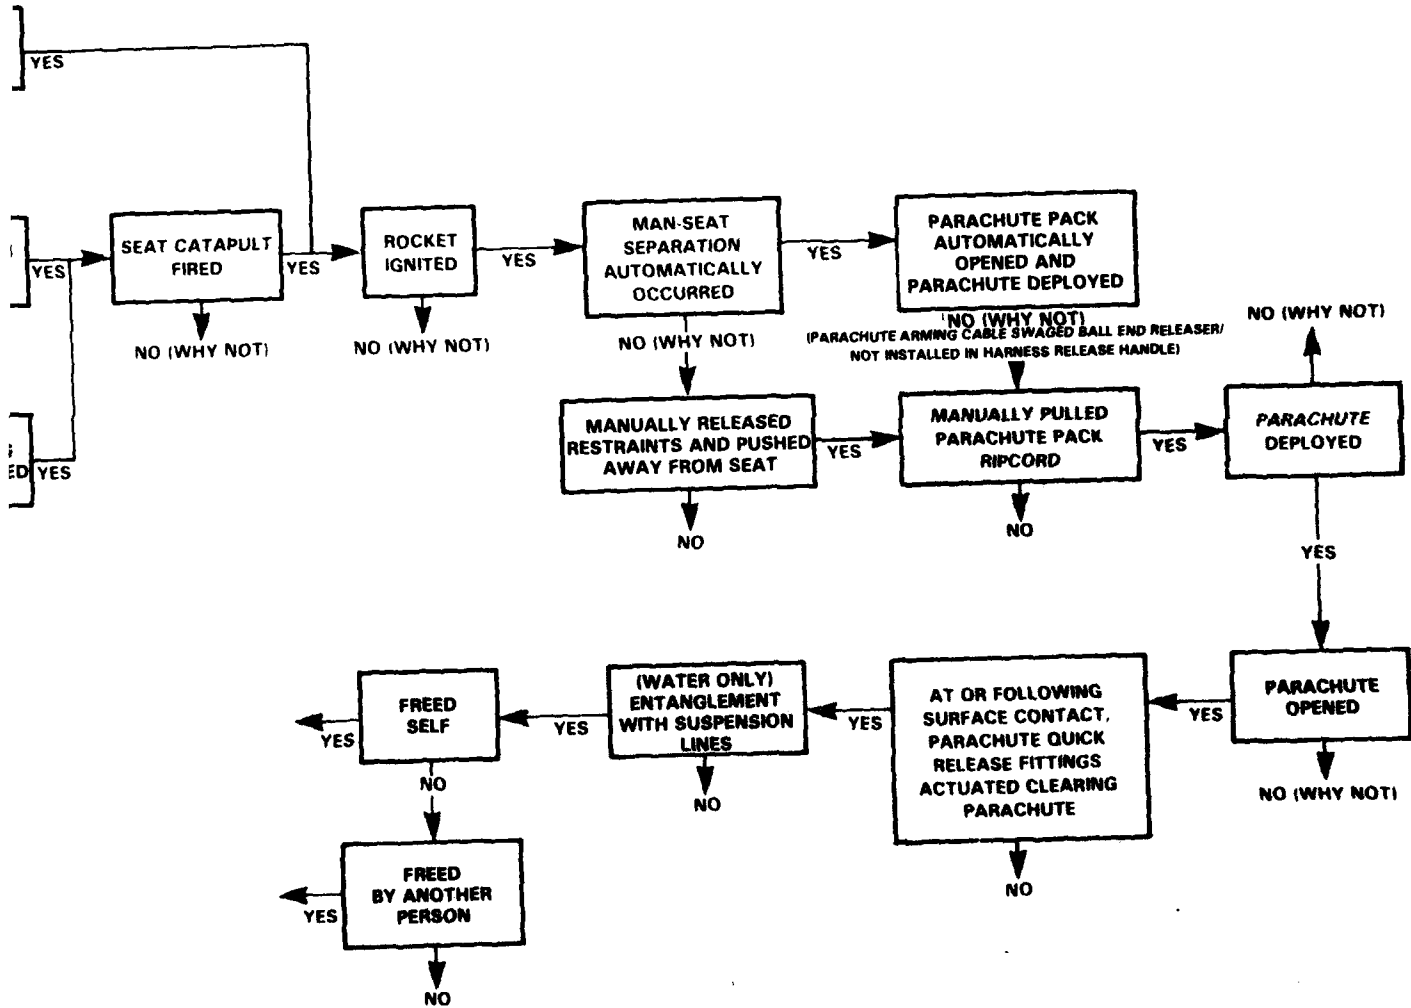 YES
YES
SEAT CATAPULT
FIRED
YES
NO (WHY NOT)
ROCKET
IGNITED
YES
NO (WHY NOT)
MAN-SEAT
SEPARATION
AUTOMATICALLY
OCCURRED
YES
NO (WHY NOT)
PARACHUTE PACK
AUTOMATICALLY
OPENED AND
PARACHUTE DEPLOYED
NO (WHY NOT)
(PARACHUTE ARMING CABLE SWAGED BALL END RELEASER/
NOT INSTALLED IN HARNESS RELEASE HANDLE)
NO (WHY NOT)
ED
YES
MANUALLY RELEASED
RESTRAINTS AND PUSHED
AWAY FROM SEAT
YES
NO
MANUALLY PULLED
PARACHUTE PACK
RIPCORD
YES
NO
PARACHUTE
DEPLOYED
YES
PARACHUTE
OPENED
YES
NO (WHY NOT)
AT OR FOLLOWING
SURFACE CONTACT,
PARACHUTE QUICK
RELEASE FITTINGS
ACTUATED CLEARING
PARACHUTE
YES
NO
(WATER ONLY)
ENTANGLEMENT
WITH SUSPENSION
LINES
YES
NO
FREED
SELF
YES
NO
FREED
BY ANOTHER
PERSON
YES
NO